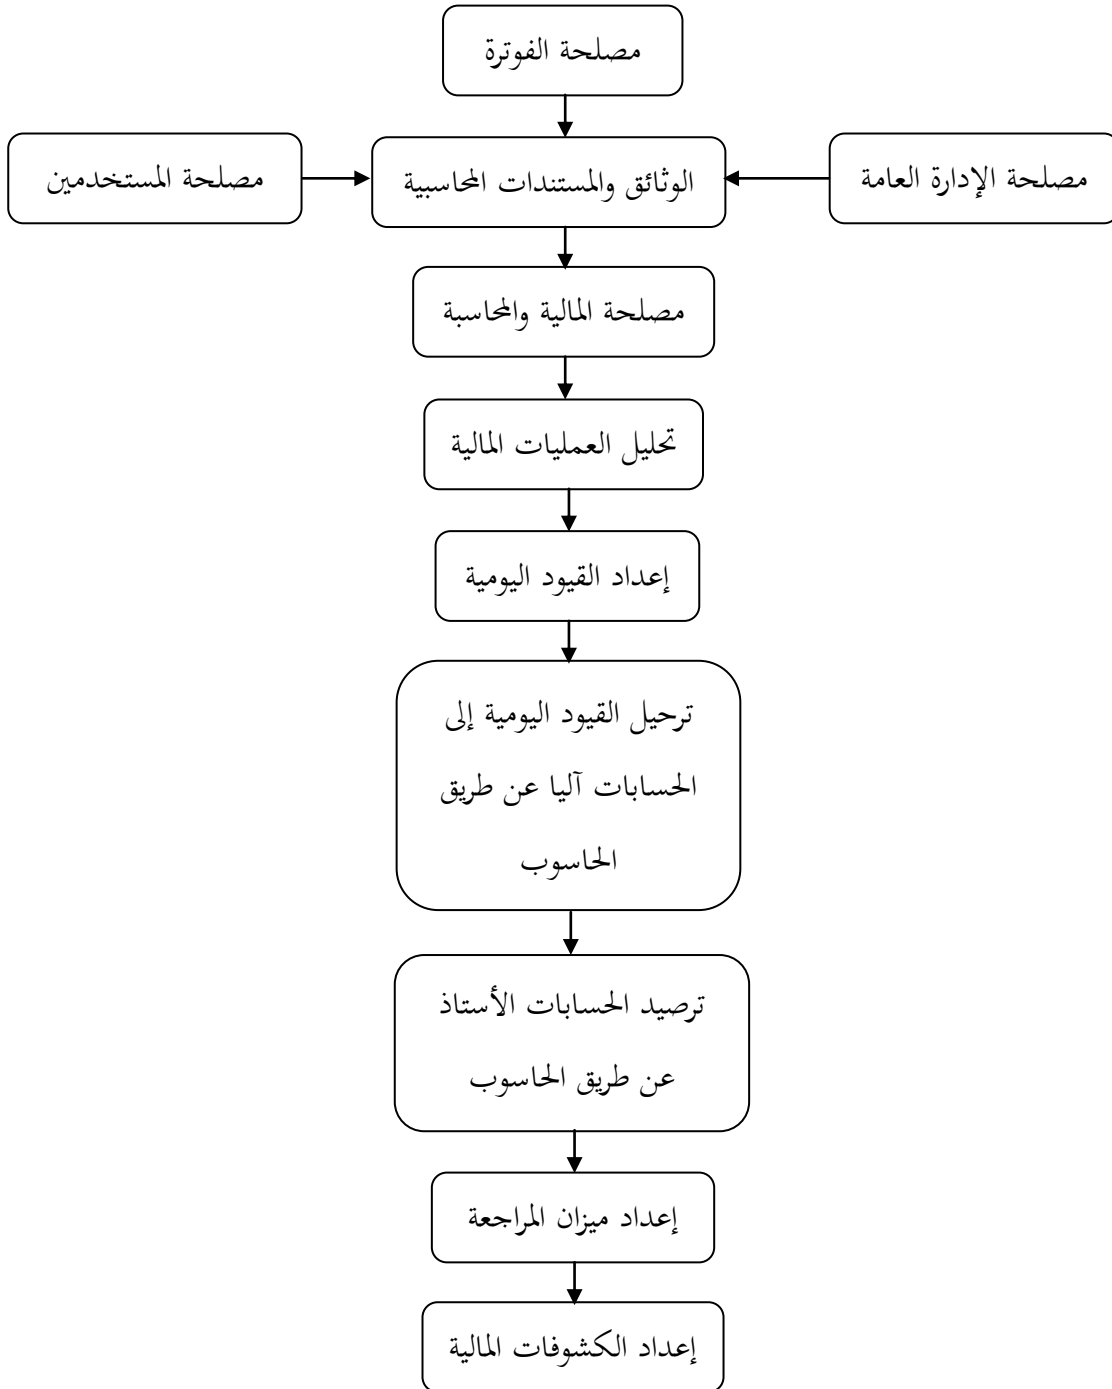 مصلحة الفوترة
مصلحة الإدارة العامة
الوثائق والمستندات المحاسبية
مصلحة المستخدمين
مصلحة المالية والمحاسبة
تحليل العمليات المالية
إعداد القيود اليومية
ترحيل القيود اليومية إلى
الحسابات آليا عن طريق
الحاسوب
ترصيد الحسابات الأستاذ
عن طريق الحاسوب
إعداد ميزان المراجعة
إعداد الكشوفات المالية